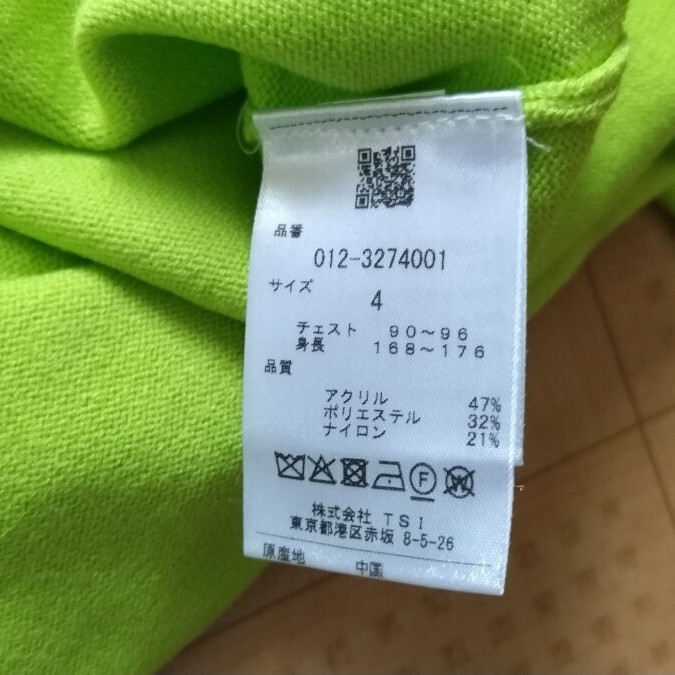 品番
012-3274001
サイズ
4
チェスト 90～96
身長 168～176
品質
アクリル 47%
ポリエステル 32%
ナイロン 21%
F W
株式会社 TSI
東京都港区赤坂 8-5-26
原産地 中国